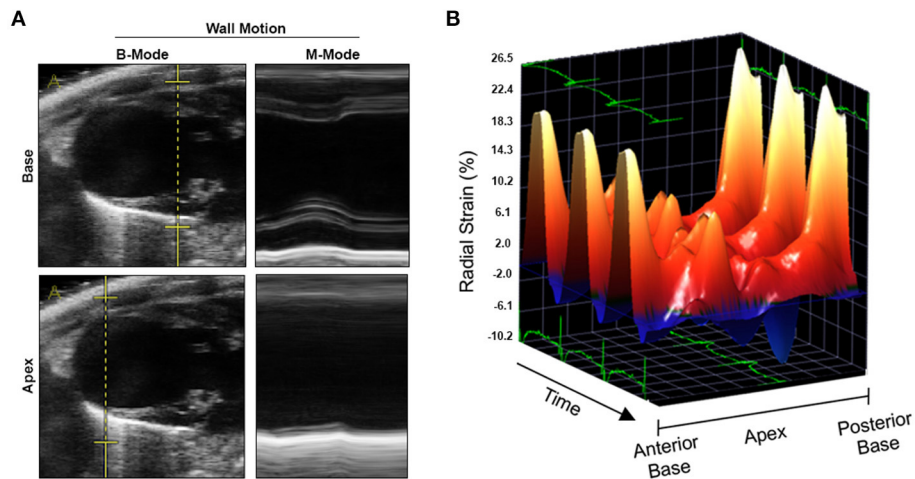 A
Wall Motion
B-Mode
M-Mode
Base
Apex
B
Radial Strain (%)
26.5
22.4
18.3
14.3
10.2
6.1
2.0
-2.0
-6.1
-10.2
Time
Anterior
Base
Apex
Posterior
Base